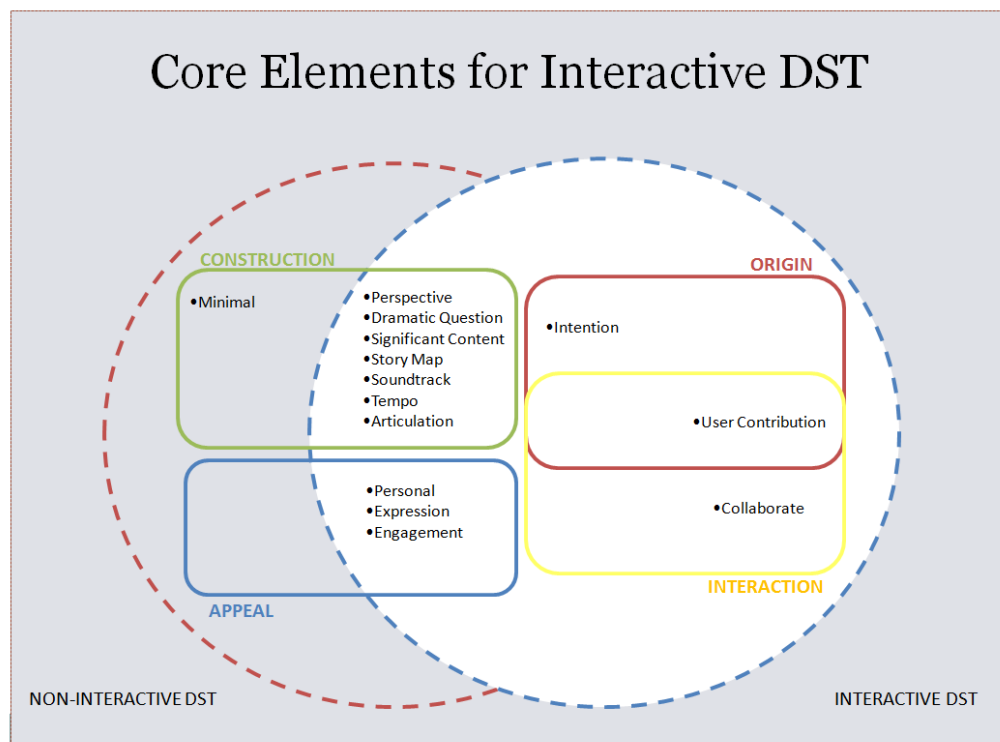 Core Elements for Interactive DST
CONSTRUCTION
•Minimal
•Perspective
•Dramatic Question
•Significant Content
•Story Map
•Soundtrack
•Tempo
•Articulation
ORIGIN
•Intention
•User Contribution
•Personal
•Expression
•Engagement
•Collaborate
APPEAL
INTERACTION
NON-INTERACTIVE DST
INTERACTIVE DST